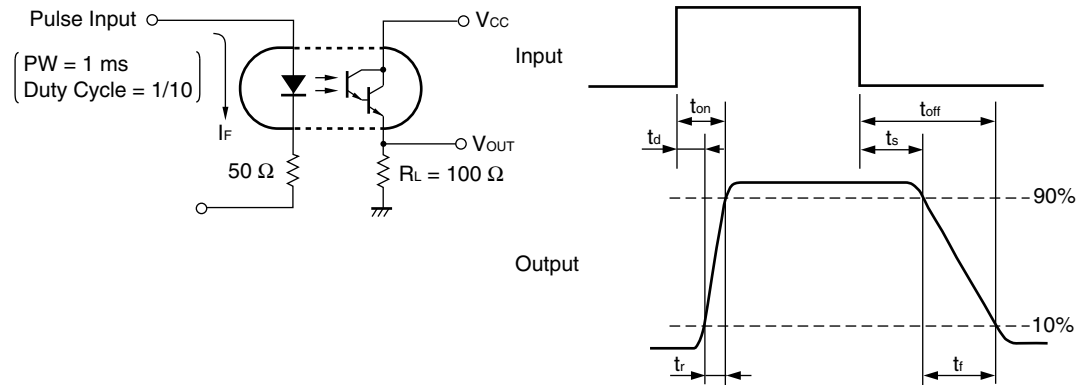 Pulse Input
VCC
PW = 1 ms
Duty Cycle = 1/10
IF
VOUT
50 Ω
RL = 100 Ω
Input
ton
toff
td
ts
90%
Output
10%
tr
tf